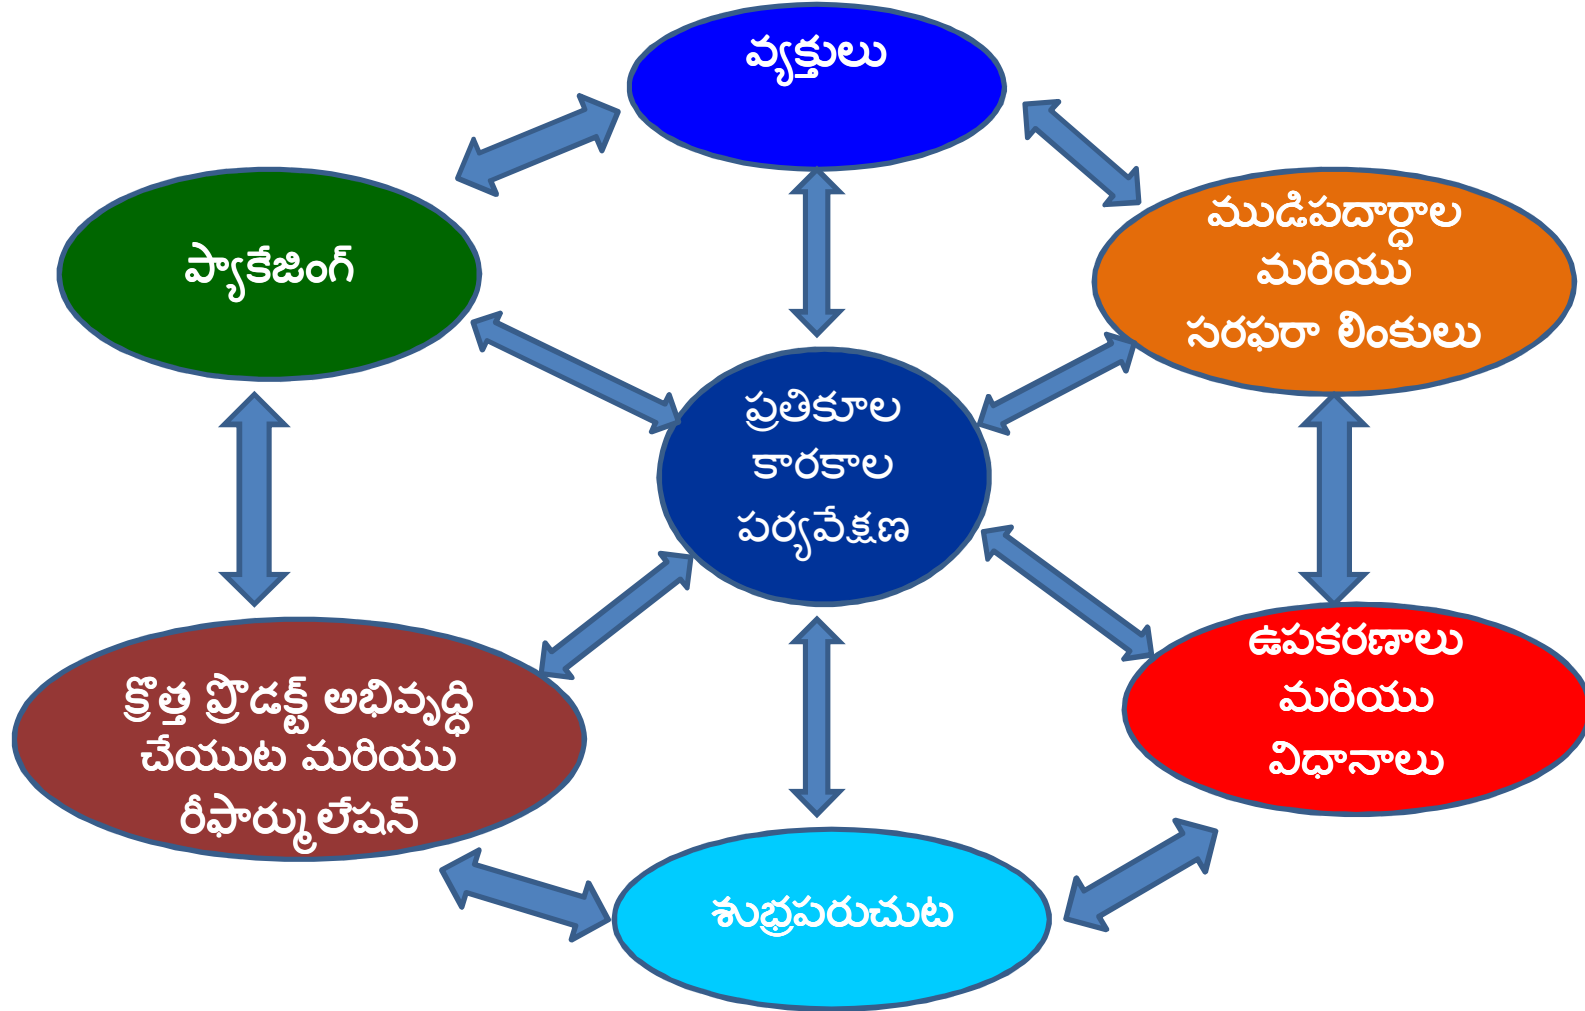 వ్యక్తులు
ప్యాకేజింగ్
ముడిపదార్ధాల
మరియు
సరఫరా లింకులు
ప్రతికూల
కారకాల
పర్యవేక్షణ
క్రొత్త ప్రొడక్ట్ అభివృద్ధి
చేయుట మరియు
రీఫార్ములేషన్
ఉపకరణాలు
మరియు
విధానాలు
శుభ్రపరుచుట